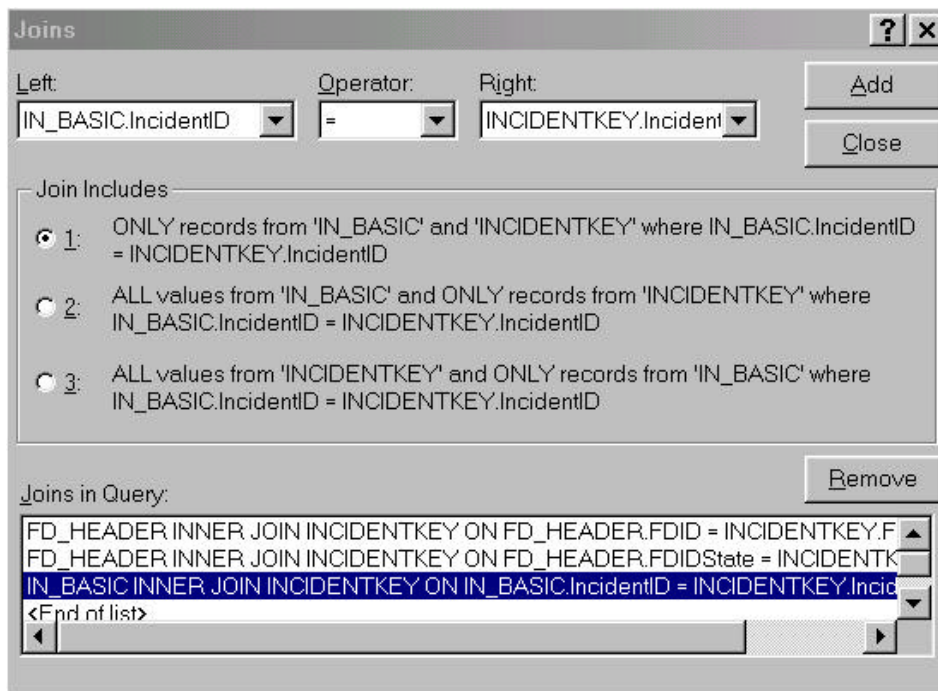 Joins
Left: Operator: Right:
IN_BASIC.IncidentID = INCIDENTKEY.Incident
Add
Close
Join Includes
1: ONLY records from 'IN_BASIC' and 'INCIDENTKEY' where IN_BASIC.IncidentID
= INCIDENTKEY.IncidentID
2: ALL values from 'IN_BASIC' and ONLY records from 'INCIDENTKEY' where
IN_BASIC.IncidentID = INCIDENTKEY.IncidentID
3: ALL values from 'INCIDENTKEY' and ONLY records from 'IN_BASIC' where
IN_BASIC.IncidentID = INCIDENTKEY.IncidentID
Remove
Joins in Query:
FD_HEADER INNER JOIN INCIDENTKEY ON FD_HEADER.FDID = INCIDENTKEY.F
FD_HEADER INNER JOIN INCIDENTKEY ON FD_HEADER.FDIDState = INCIDENTK
IN_BASIC INNER JOIN INCIDENTKEY ON IN_BASIC.IncidentID = INCIDENTKEY.Incid
<End of list>